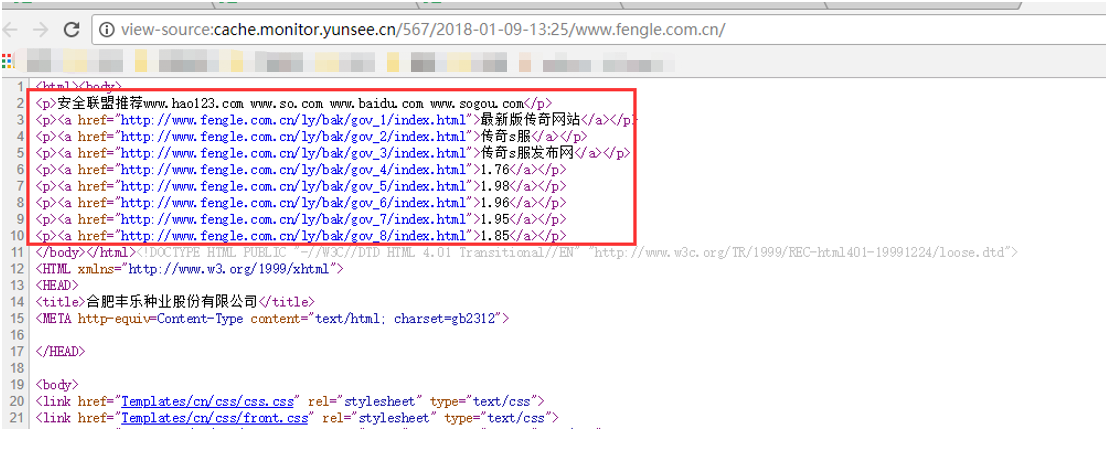 view-source:cache.monitor.yunsee.cn/567/2018-01-09-13:25/www.fengle.com.cn/
1 <html><body>
2 <p>安全联盟推荐www.hao123.com www.so.com www.baidu.com www.sogou.com</p>
3 <p><a href="http://www.fengle.com.cn/ly/bak/gov_1/index.html">最新版传奇网站</a></p>
4 <p><a href="http://www.fengle.com.cn/ly/bak/gov_2/index.html">传奇s服</a></p>
5 <p><a href="http://www.fengle.com.cn/ly/bak/gov_3/index.html">传奇s服发布网</a></p>
6 <p><a href="http://www.fengle.com.cn/ly/bak/gov_4/index.html">1.76</a></p>
7 <p><a href="http://www.fengle.com.cn/ly/bak/gov_5/index.html">1.98</a></p>
8 <p><a href="http://www.fengle.com.cn/ly/bak/gov_6/index.html">1.96</a></p>
9 <p><a href="http://www.fengle.com.cn/ly/bak/gov_7/index.html">1.95</a></p>
10 <p><a href="http://www.fengle.com.cn/ly/bak/gov_8/index.html">1.85</a></p>
11 </body></html><!DOCTYPE HTML PUBLIC "-//W3C//DTD HTML 4.01 Transitional//EN" "http://www.w3c.org/TR/1999/REC-html401-19991224/loose.dtd">
12 <HTML xmlns="http://www.w3.org/1999/xhtml">
13 <HEAD>
14 <title>合肥丰乐种业股份有限公司</title>
15 <META http-equiv=Content-Type content="text/html; charset=gb2312">
16
17 </HEAD>
18
19 <body>
20 <link href="Templates/cn/css/css.css" rel="stylesheet" type="text/css">
21 <link href="Templates/cn/css/front.css" rel="stylesheet" type="text/css">